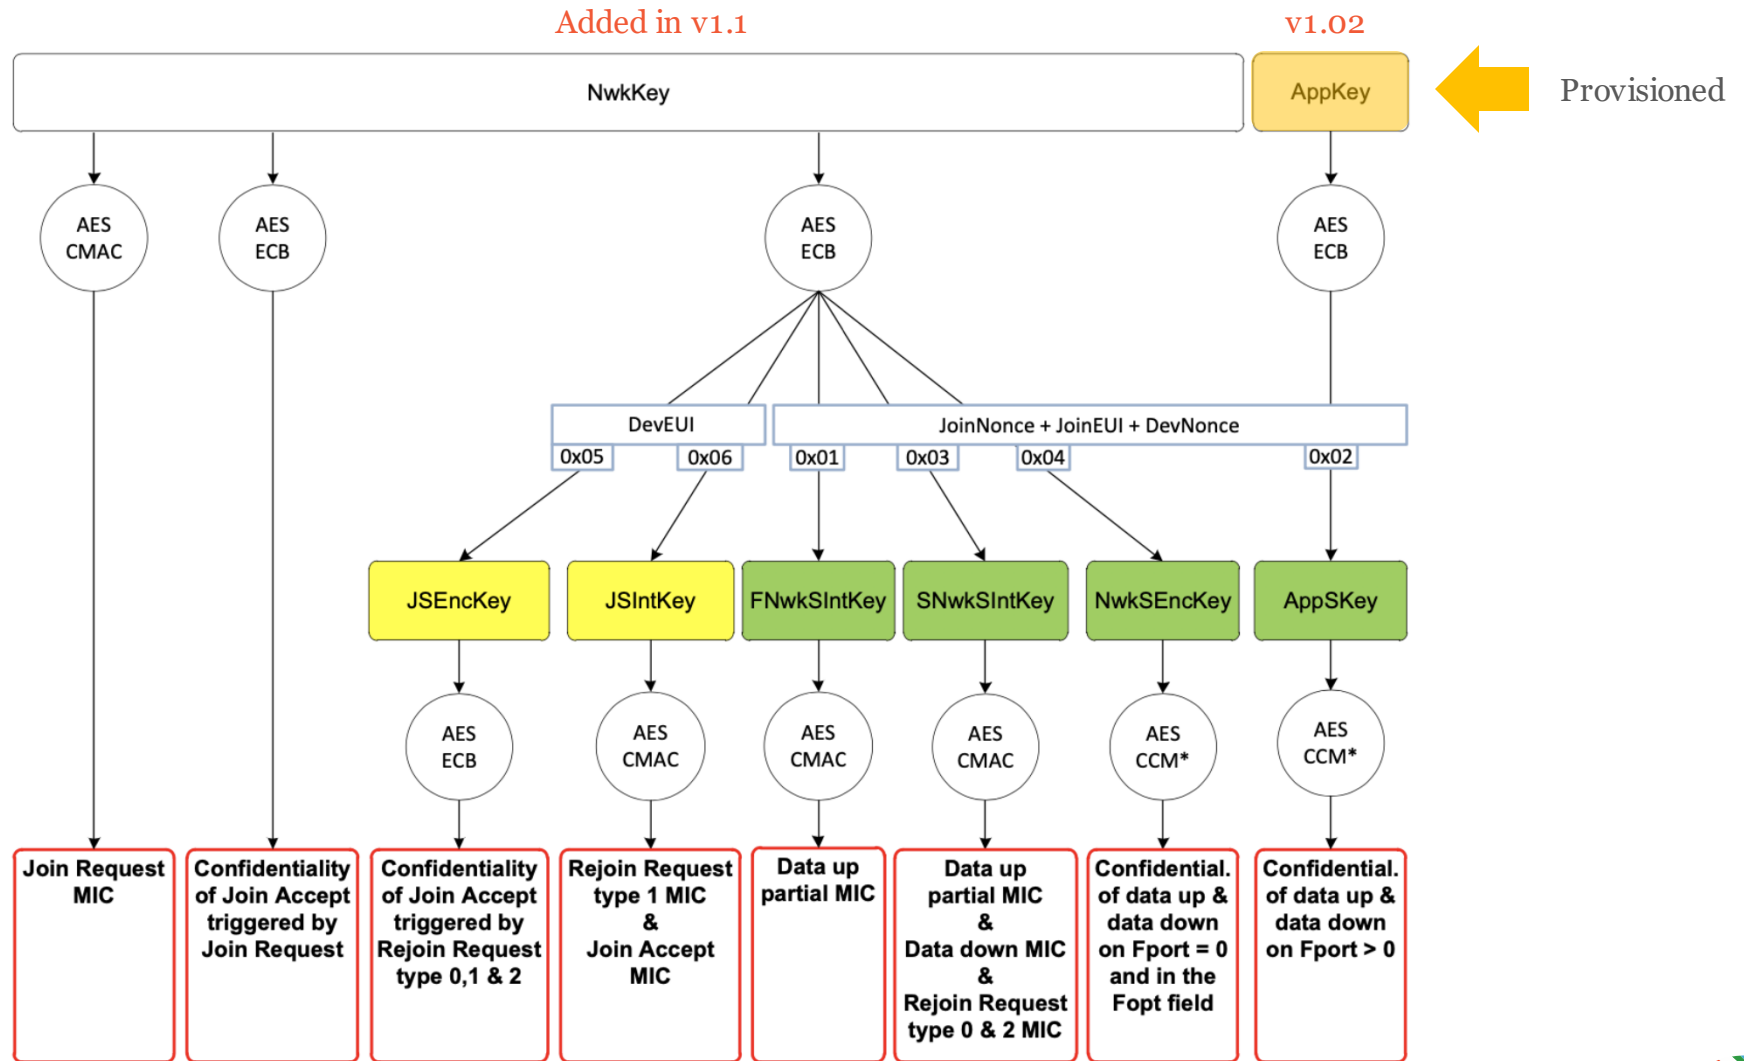 Added in v1.1
v1.02
NwkKey
AppKey
Provisioned
AES
CMAC
AES
ECB
AES
ECB
AES
ECB
DevEUI
JoinNonce + JoinEUI + DevNonce
0x05
0x06
0x01
0x03
0x04
0x02
JSEncKey
JSIntKey
FNwkSIntKey
SNwkSIntKey
NwkSEncKey
AppSKey
AES
ECB
AES
CMAC
AES
CMAC
AES
CMAC
AES
CCM*
AES
CCM*
Join Request
MIC
Confidentiality
of Join Accept
triggered by
Join Request
Confidentiality
of Join Accept
triggered by
Rejoin Request
type 0,1 & 2
Rejoin Request
type 1 MIC
&
Join Accept
MIC
Data up
partial MIC
Data up
partial MIC
&
Data down MIC
&
Rejoin Request
type 0 & 2 MIC
Confidential.
of data up &
data down
on Fport = 0
and in the
Fopt field
Confidential.
of data up &
data down
on Fport > 0